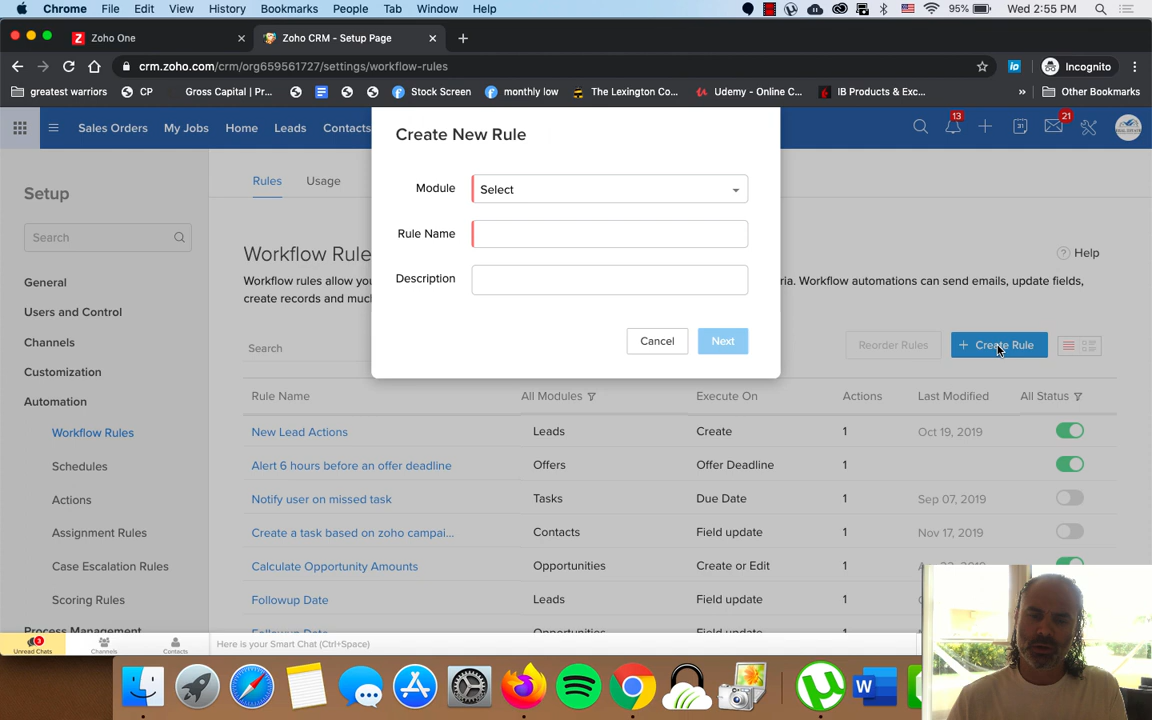 Chrome File Edit View History Bookmarks People Tab Window Help 95% Wed 2:55 PM
Zoho One Zoho CRM - Setup Page
crm.zoho.com/crm/org659561727/settings/workflow-rules Incognito
greatest warriors CP Gross Capital | Pr... Stock Screen monthly low The Lexington Co... Udemy - Online C... IB Products & Exc... » Other Bookmarks
Sales Orders My Jobs Home Leads Contacts 13 21
Create New Rule
Module Select
Rule Name
Description
Cancel Next
Setup
Search
General
Users and Control
Channels
Customization
Automation
Workflow Rules
Schedules
Actions
Assignment Rules
Case Escalation Rules
Scoring Rules
Process Management
Rules Usage
Workflow Rule
Help
Workflow rules allow you
ria. Workflow automations can send emails, update fields,
create records and much
Search Reorder Rules + Create Rule
Rule Name All Modules Execute On Actions Last Modified All Status
New Lead Actions Leads Create 1 Oct 19, 2019
Alert 6 hours before an offer deadline Offers Offer Deadline 1
Notify user on missed task Tasks Due Date 1 Sep 07, 2019
Create a task based on zoho campai... Contacts Field update 1 Nov 17, 2019
Calculate Opportunity Amounts Opportunities Create or Edit 1
Followup Date Leads Field update 1
Followup Date Opportunities Field update 1
3
Unread Chats Channels Contacts Here is your Smart Chat (Ctrl+Space)